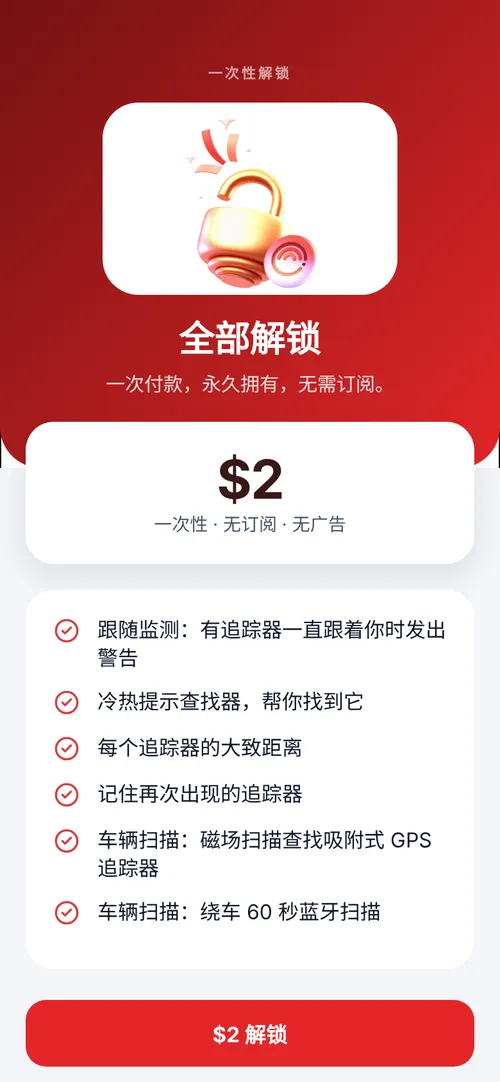 一次性解锁
全部解锁
一次付款，永久拥有，无需订阅。
$2
一次性 · 无订阅 · 无广告
跟随监测：有追踪器一直跟着你时发出
警告
冷热提示查找器，帮你找到它
每个追踪器的大致距离
记住再次出现的追踪器
车辆扫描：磁场扫描查找吸附式 GPS
追踪器
车辆扫描：绕车 60 秒蓝牙扫描
$2 解锁